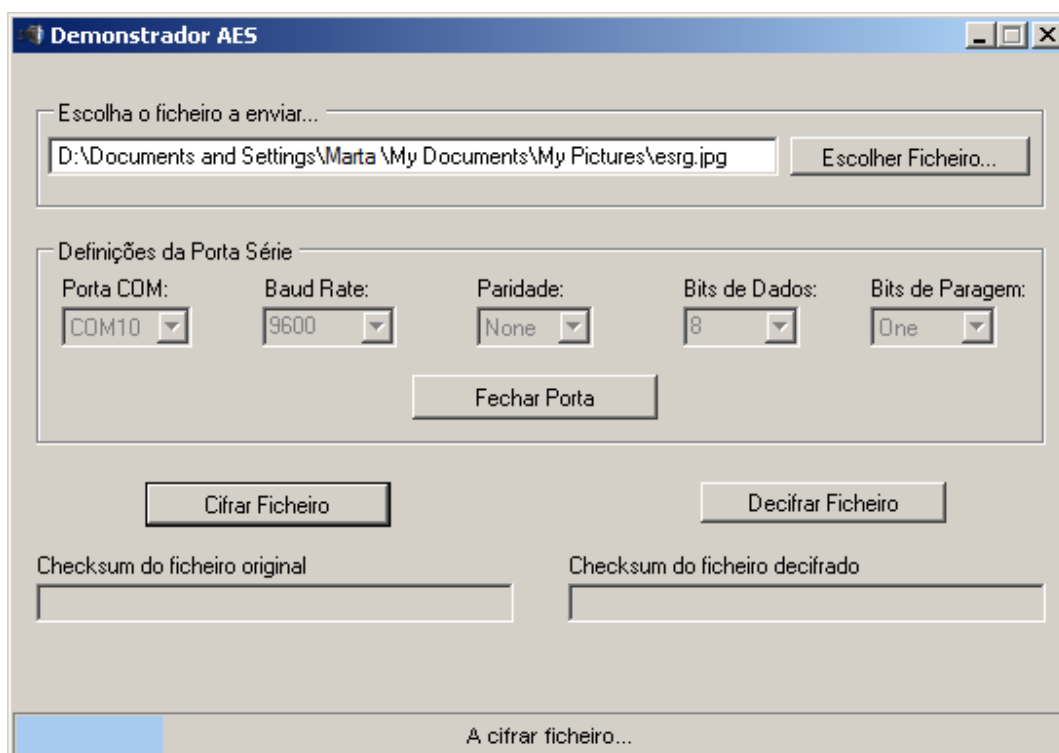 Demonstrador AES
Escolha o ficheiro a enviar...
D:\Documents and Settings\Marta \My Documents\My Pictures\esrg.jpg
Escolher Ficheiro...
Definições da Porta Série
Porta COM: Baud Rate: Paridade: Bits de Dados: Bits de Paragem:
COM10 9600 None 8 One
Fechar Porta
Cifrar Ficheiro Decifrar Ficheiro
Checksum do ficheiro original Checksum do ficheiro decifrado
A cifrar ficheiro...